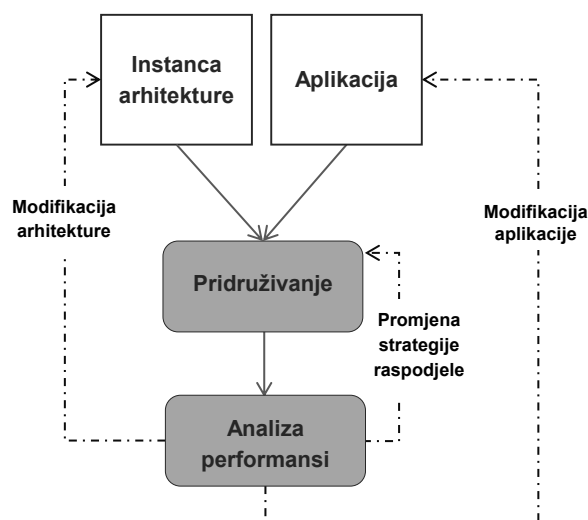 Instanca
arhitekture
Aplikacija
Modifikacija
arhitekture
Modifikacija
aplikacije
Pridruživanje
Promjena
strategije
raspodjele
Analiza
performansi